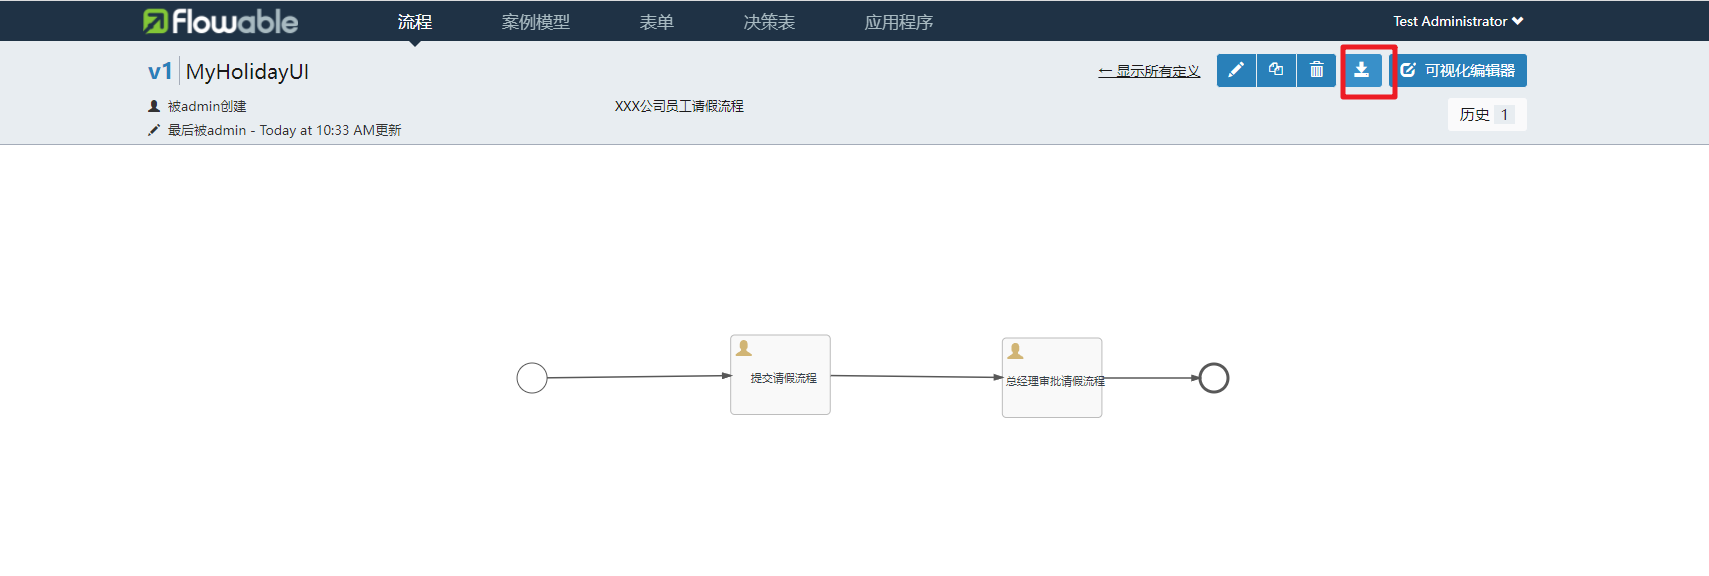 flowable 流程 案例模型 表单 决策表 应用程序 Test Administrator
v1 MyHolidayUI ← 显示所有定义 可视化编辑器
被admin创建 XXX公司员工请假流程 历史 1
最后被admin - Today at 10:33 AM更新
提交请假流程 总经理审批请假流程